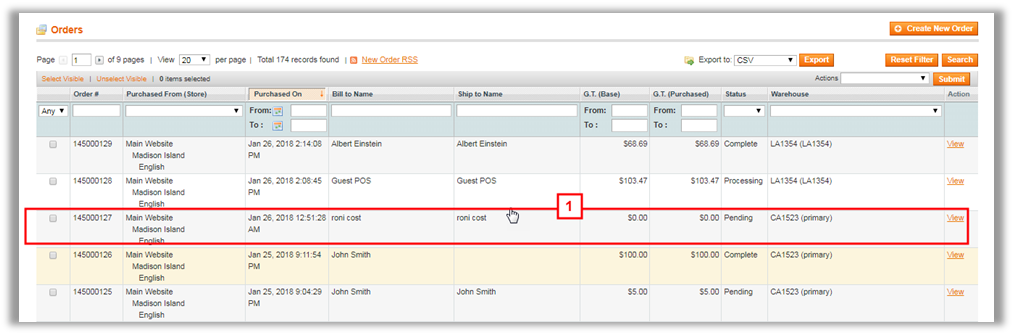 Orders
Create New Order
Page 1 of 9 pages | View 20 per page | Total 174 records found | New Order RSS Export to: CSV Export Reset Filter Search
Select Visible | Unselect Visible | 0 items selected Actions Submit
Order # Purchased From (Store) Purchased On Bill to Name Ship to Name G.T. (Base) G.T. (Purchased) Status Warehouse Action
Any From: From: From:
To : To : To :
145000129 Main Website Jan 26, 2018 2:14:08 Albert Einstein Albert Einstein $68.69 $68.69 Complete LA1354 (LA1354) View
Madison Island PM
English
145000128 Main Website Jan 26, 2018 2:08:45 Guest POS Guest POS $103.47 $103.47 Processing LA1354 (LA1354) View
Madison Island PM
English
1
145000127 Main Website Jan 26, 2018 12:51:28 roni cost roni cost $0.00 $0.00 Pending CA1523 (primary) View
Madison Island AM
English
145000126 Main Website Jan 25, 2018 9:11:54 John Smith $100.00 $100.00 Complete CA1523 (primary) View
Madison Island PM
English
145000125 Main Website Jan 25, 2018 9:04:29 John Smith John Smith $5.00 $5.00 Pending CA1523 (primary) View
Madison Island PM
English